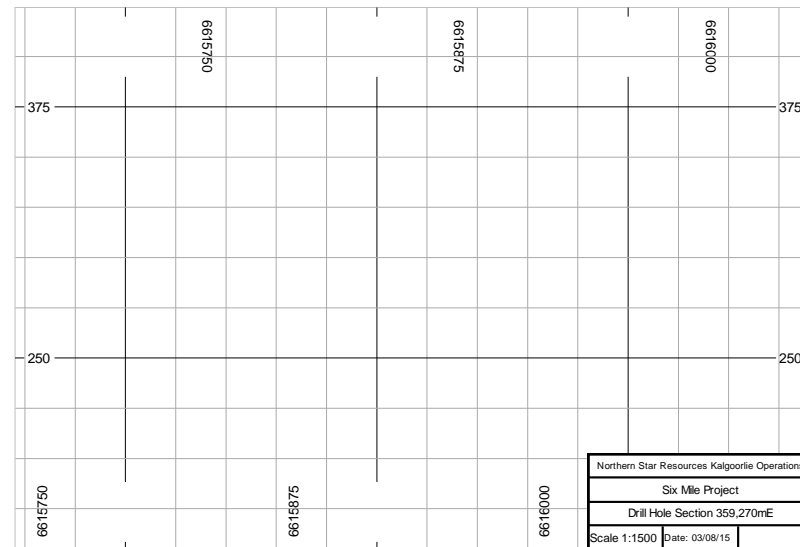 6615750
6615875
6616000
375
375
250
250
6615750
6615875
6616000
Northern Star Resources Kalgoorlie Operations
Six Mile Project
Drill Hole Section 359,270mE
Scale 1:1500 Date: 03/08/15